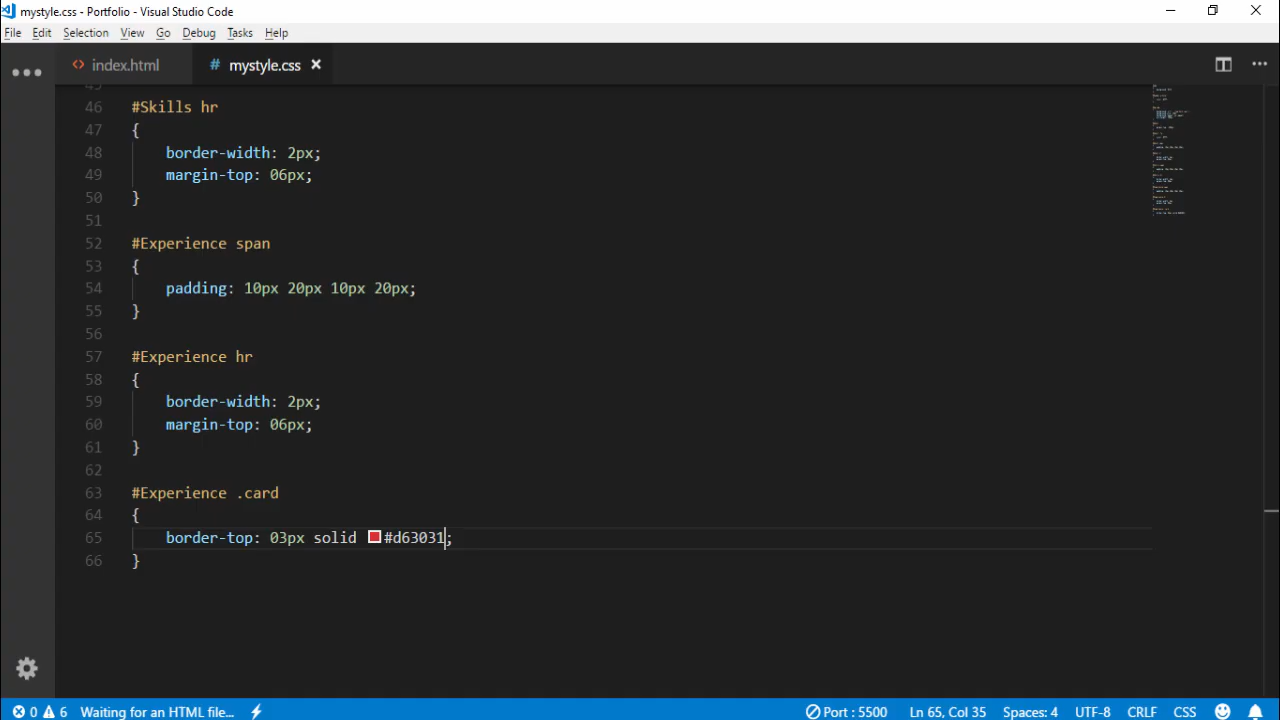 mystyle.css - Portfolio - Visual Studio Code
File Edit Selection View Go Debug Tasks Help
index.html # mystyle.css
46 #Skills hr
47 {
48 border-width: 2px;
49 margin-top: 06px;
50 }
51
52 #Experience span
53 {
54 padding: 10px 20px 10px 20px;
55 }
56
57 #Experience hr
58 {
59 border-width: 2px;
60 margin-top: 06px;
61 }
62
63 #Experience .card
64 {
65 border-top: 03px solid #d63031;
66 }
0 6 Waiting for an HTML file... Port : 5500 Ln 65, Col 35 Spaces: 4 UTF-8 CRLF CSS